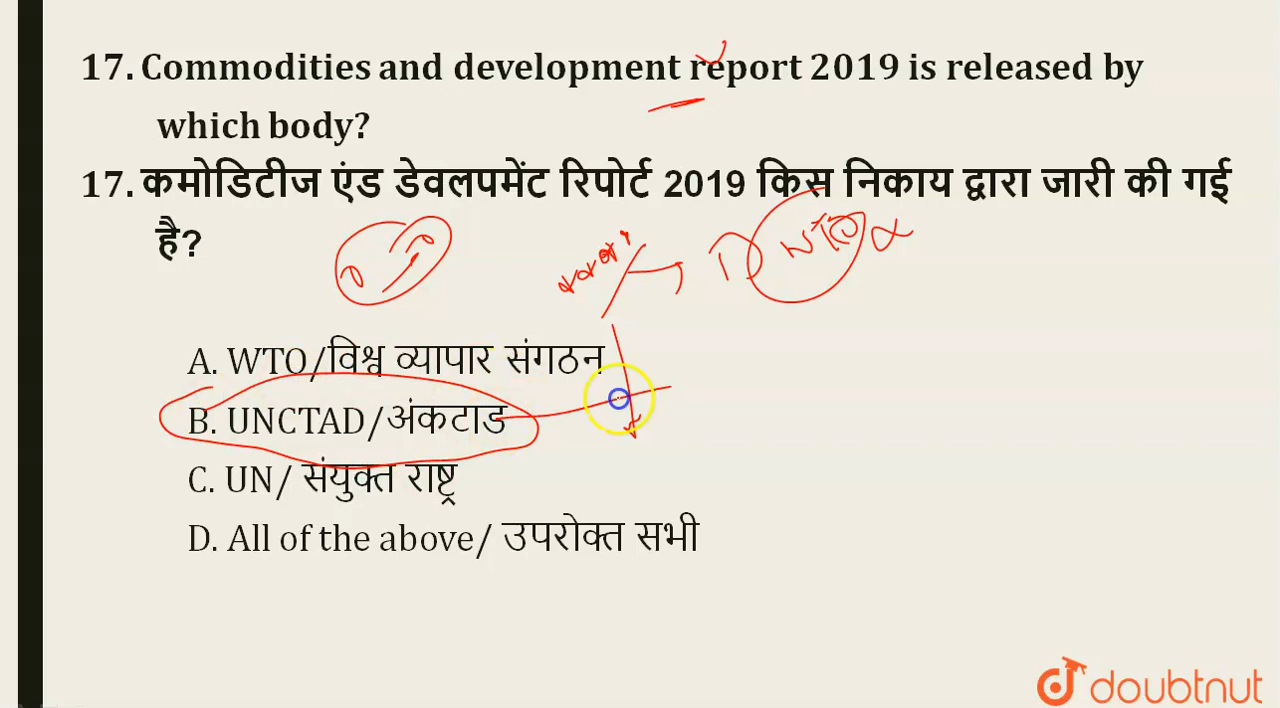 17. Commodities and development report 2019 is released by
which body?
17. कमोडिटीज एंड डेवलपमेंट रिपोर्ट 2019 किस निकाय द्वारा जारी की गई
है?
A. WTO/विश्व व्यापार संगठन
B. UNCTAD/अंकटाड
C. UN/ संयुक्त राष्ट्र
D. All of the above/ उपरोक्त सभी
doubtnut